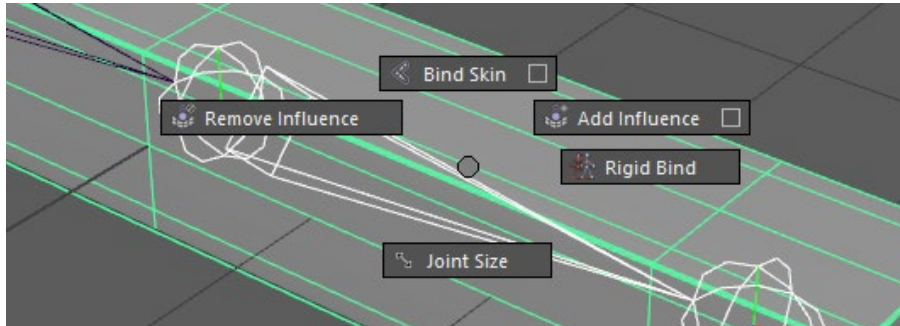 Bind Skin
Remove Influence
Add Influence
Rigid Bind
Joint Size